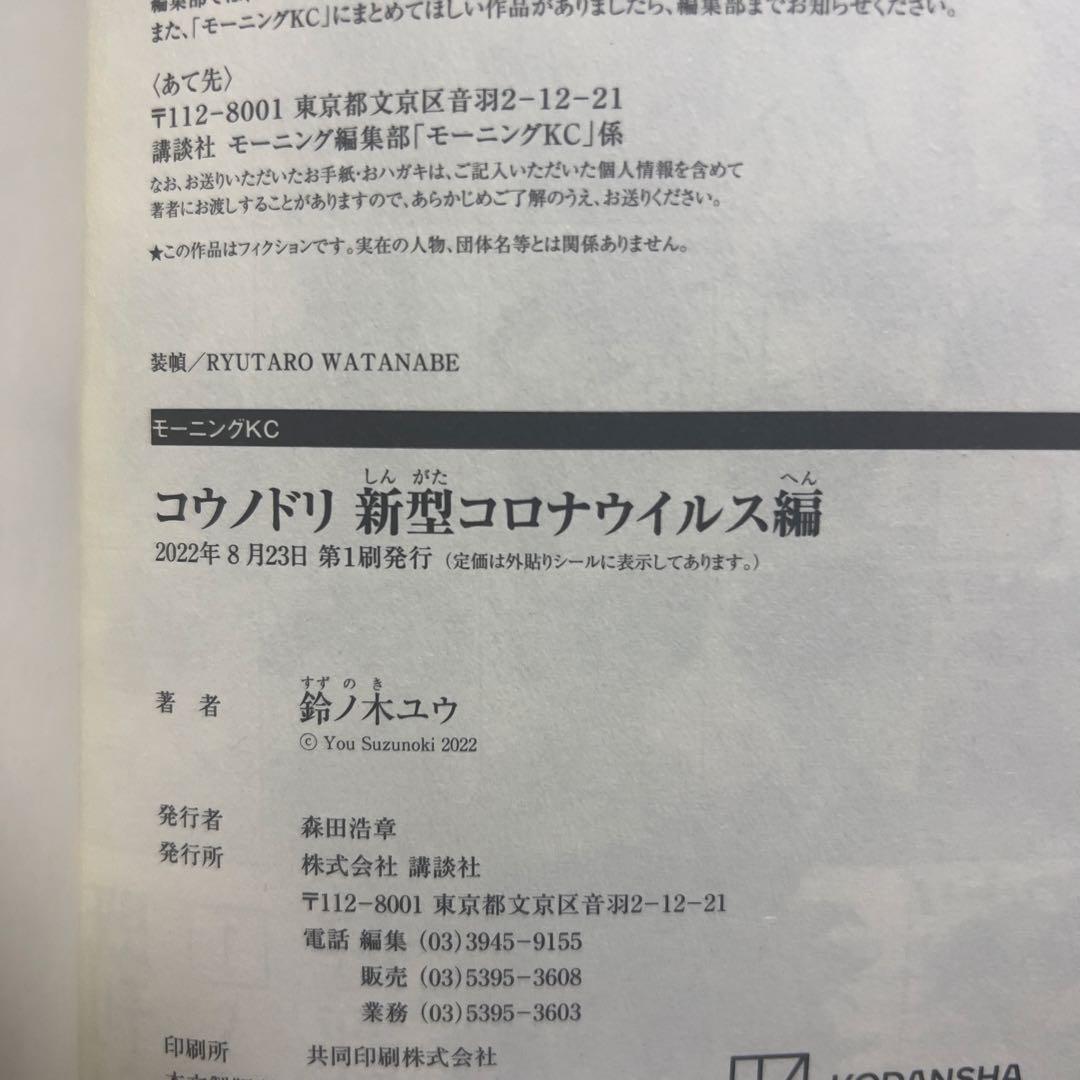 編集部では、
また、「モーニングKC」にまとめてほしい作品がありましたら、編集部までお知らせください。
〈あて先〉
〒112-8001 東京都文京区音羽2-12-21
講談社 モーニング編集部「モーニングKC」係
なお、お送りいただいたお手紙・おハガキは、ご記入いただいた個人情報を含めて
著者にお渡しすることがありますので、あらかじめご了解のうえ、お送りください。
★この作品はフィクションです。実在の人物、団体名等とは関係ありません。
装幀／RYUTARO WATANABE
モーニングKC
しん がた へん
コウノドリ 新型コロナウイルス編
2022年8月23日 第1刷発行（定価は外貼りシールに表示してあります。）
すずのき
著者 鈴ノ木ユウ
© You Suzunoki 2022
発行者 森田浩章
発行所 株式会社 講談社
〒112-8001 東京都文京区音羽2-12-21
電話 編集 (03)3945-9155
販売 (03)5395-3608
業務 (03)5395-3603
印刷所 共同印刷株式会社
KODANSHA